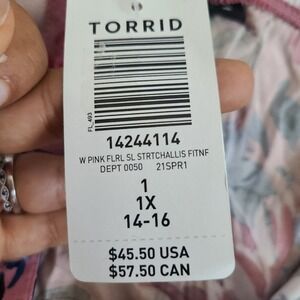 TORRID
FL_493
14244114
W PINK FLRL SL STRTCHALLIS FITNF
DEPT 0050 21SPR1
1
1X
14-16
$45.50 USA
$57.50 CAN